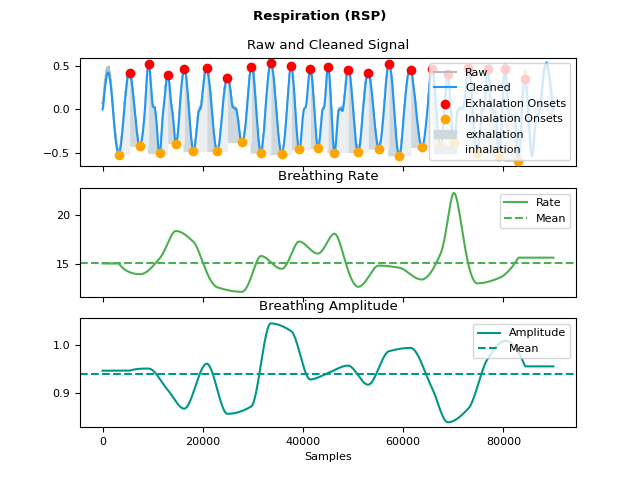 Respiration (RSP)
Raw and Cleaned Signal
0.5
0.0
−0.5
Raw
Cleaned
Exhalation Onsets
Inhalation Onsets
exhalation
inhalation
Breathing Rate
20
15
Rate
Mean
Breathing Amplitude
1.0
0.9
Amplitude
Mean
0 20000 40000 60000 80000
Samples